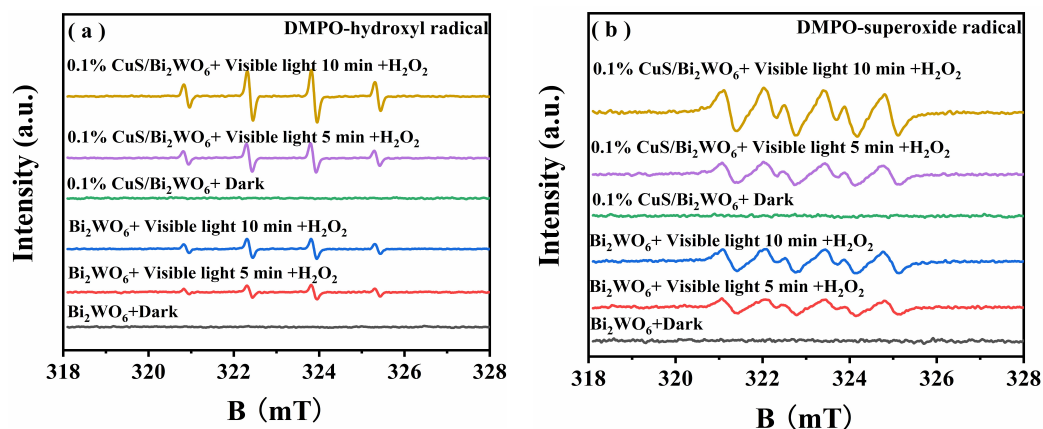 ( a )
DMPO-hydroxyl radical
0.1% CuS/Bi₂WO₆+ Visible light 10 min +H₂O₂
0.1% CuS/Bi₂WO₆+ Visible light 5 min +H₂O₂
0.1% CuS/Bi₂WO₆+ Dark
Bi₂WO₆+ Visible light 10 min +H₂O₂
Bi₂WO₆+ Visible light 5 min +H₂O₂
Bi₂WO₆+Dark
Intensity (a.u.)
318 320 322 324 326 328
B (mT)
( b )
DMPO-superoxide radical
0.1% CuS/Bi₂WO₆+ Visible light 10 min +H₂O₂
0.1% CuS/Bi₂WO₆+ Visible light 5 min +H₂O₂
0.1% CuS/Bi₂WO₆+ Dark
Bi₂WO₆+ Visible light 10 min +H₂O₂
Bi₂WO₆+ Visible light 5 min +H₂O₂
Bi₂WO₆+Dark
Intensity (a.u.)
318 320 322 324 326 328
B (mT)